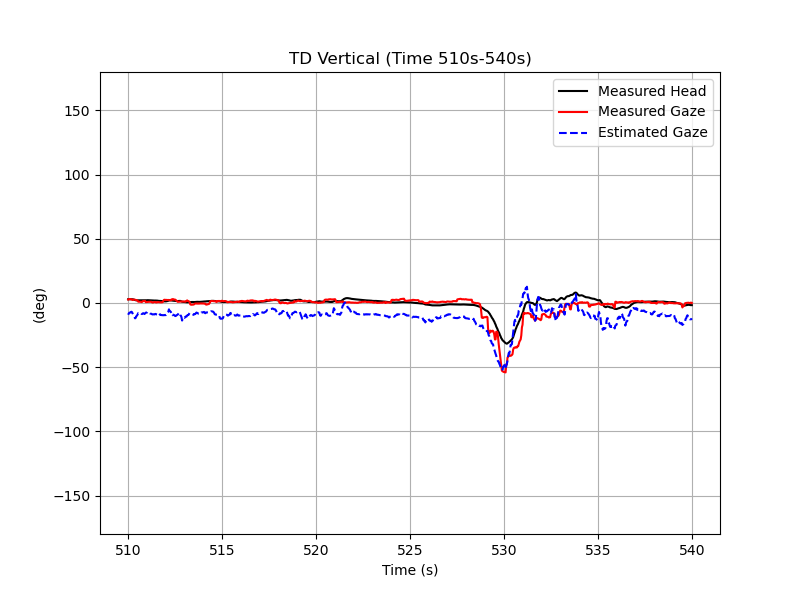 TD Vertical (Time 510s-540s)
Measured Head
Measured Gaze
Estimated Gaze
150
100
50
0
−50
−100
−150
(deg)
510 515 520 525 530 535 540
Time (s)